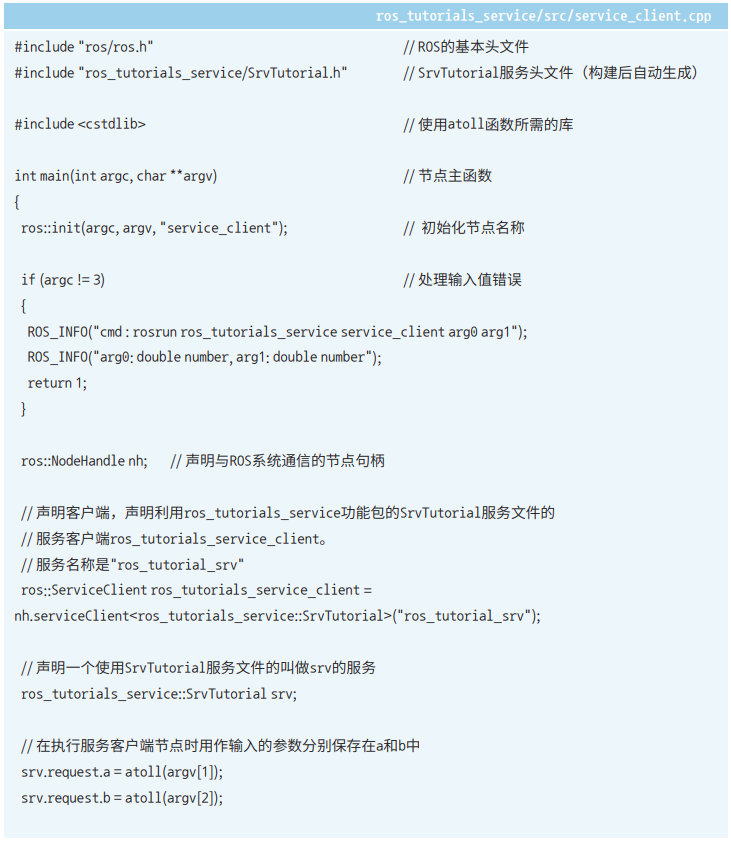 ros_tutorials_service/src/service_client.cpp
#include "ros/ros.h" // ROS的基本头文件
#include "ros_tutorials_service/SrvTutorial.h" // SrvTutorial服务头文件（构建后自动生成）
#include <cstdlib> // 使用atoll函数所需的库
int main(int argc, char **argv) // 节点主函数
{
ros::init(argc, argv, "service_client"); // 初始化节点名称
if (argc != 3) // 处理输入值错误
{
ROS_INFO("cmd : rosrun ros_tutorials_service service_client arg0 arg1");
ROS_INFO("arg0: double number, arg1: double number");
return 1;
}
ros::NodeHandle nh; // 声明与ROS系统通信的节点句柄
// 声明客户端，声明利用ros_tutorials_service功能包的SrvTutorial服务文件的
// 服务客户端ros_tutorials_service_client。
// 服务名称是"ros_tutorial_srv"
ros::ServiceClient ros_tutorials_service_client =
nh.serviceClient<ros_tutorials_service::SrvTutorial>("ros_tutorial_srv");
// 声明一个使用SrvTutorial服务文件的叫做srv的服务
ros_tutorials_service::SrvTutorial srv;
// 在执行服务客户端节点时用作输入的参数分别保存在a和b中
srv.request.a = atoll(argv[1]);
srv.request.b = atoll(argv[2]);